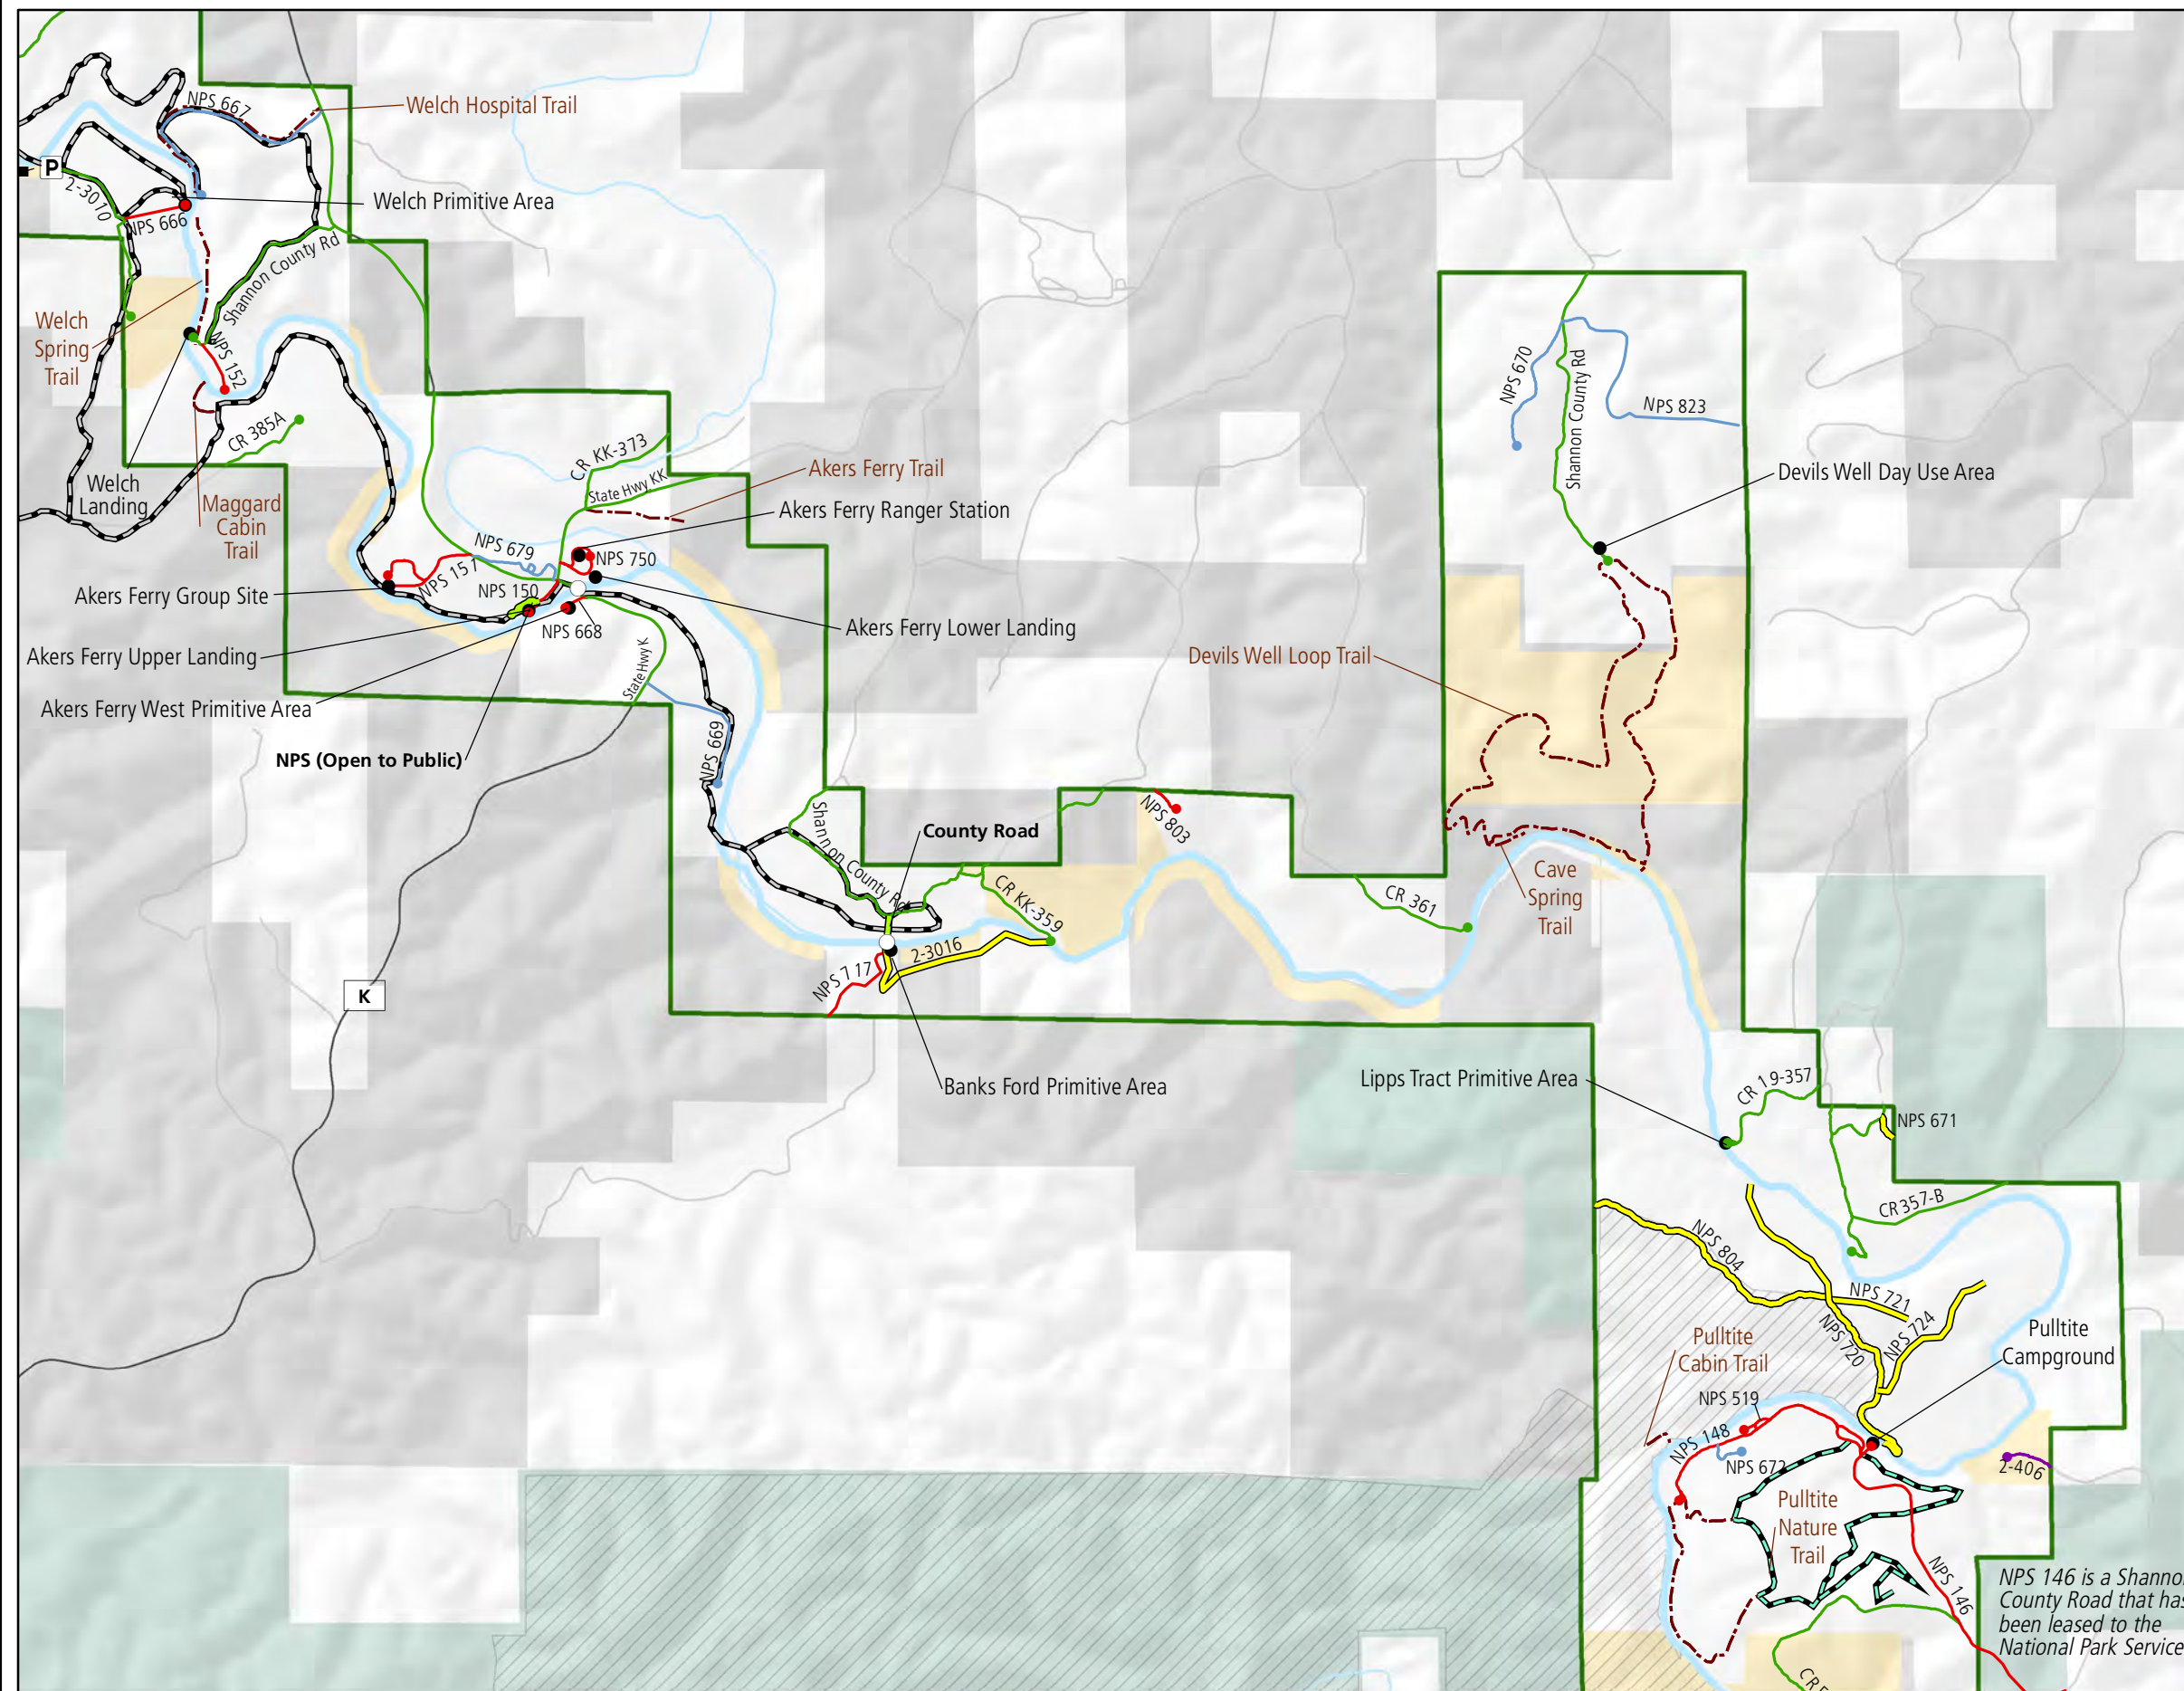 NPS 667
Welch Hospital Trail
P
2-3010
Welch Primitive Area
NPS 666
Shannon County Rd
Welch
Spring
Trail
NPS 152
CR 385A
Welch
Landing
Maggard
Cabin
Trail
CR KK-373
State Hwy KK
Akers Ferry Trail
Akers Ferry Ranger Station
NPS 679
NPS 750
NPS 151
NPS 150
Akers Ferry Group Site
NPS 668
Akers Ferry Lower Landing
Akers Ferry Upper Landing
State Hwy K
Akers Ferry West Primitive Area
NPS (Open to Public)
NPS 669
NPS 670
Shannon County Rd
NPS 823
Devils Well Day Use Area
Devils Well Loop Trail
Shannon County Rd
County Road
NPS 803
CR KK-359
CR 361
Cave
Spring
Trail
2-3016
NPS 717
K
Banks Ford Primitive Area
Lipps Tract Primitive Area
CR 19-357
NPS 671
CR357-B
NPS 804
NPS 721
NPS 720
NPS 724
Pulltite
Campground
Pulltite
Cabin Trail
NPS 519
NPS 148
NPS 672
2-406
Pulltite
Nature
Trail
NPS 146
NPS 146 is a Shanno
County Road that has
been leased to the
National Park Service